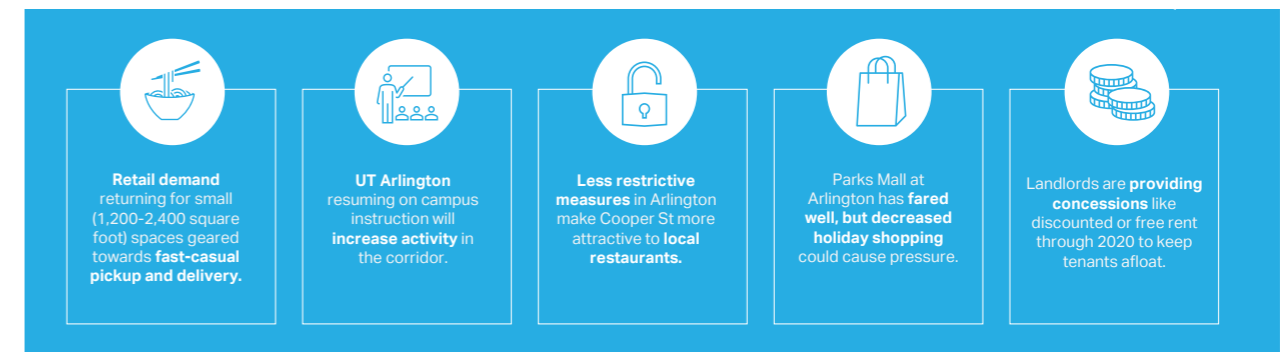 Retail demand
returning for small
(1,200-2,400 square
foot) spaces geared
towards fast-casual
pickup and delivery.
UT Arlington
resuming on campus
instruction will
increase activity in
the corridor.
Less restrictive
measures in Arlington
make Cooper St more
attractive to local
restaurants.
Parks Mall at
Arlington has fared
well, but decreased
holiday shopping
could cause pressure.
Landlords are providing
concessions like
discounted or free rent
through 2020 to keep
tenants afloat.